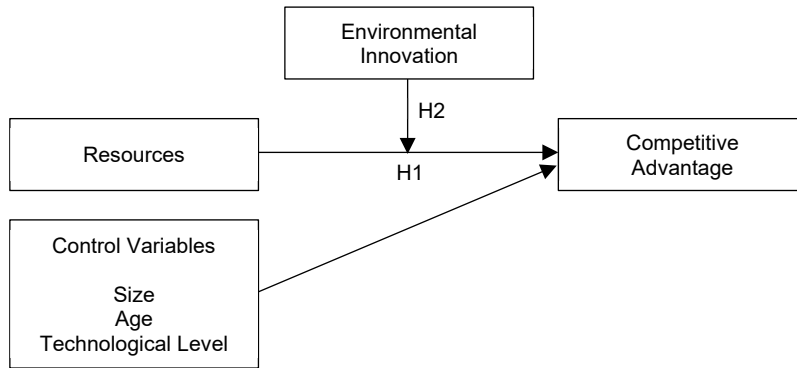 Environmental
Innovation
H2
Resources
H1
Competitive
Advantage
Control Variables
Size
Age
Technological Level